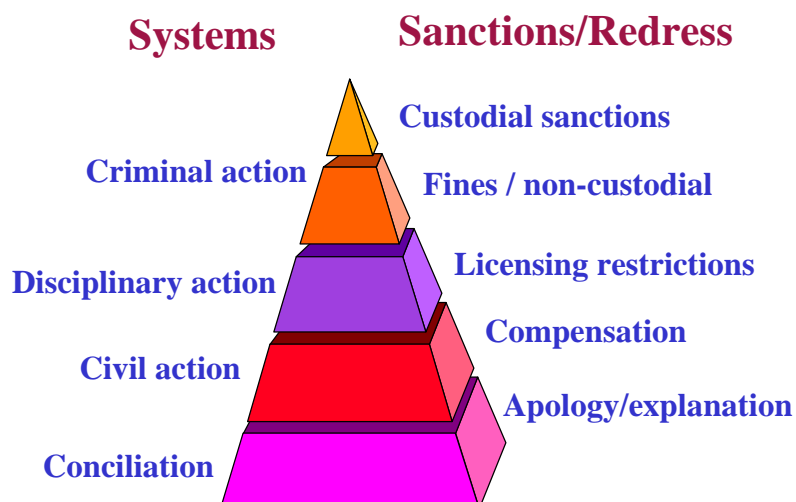 Systems
Sanctions/Redress
Custodial sanctions
Criminal action
Fines / non-custodial
Licensing restrictions
Disciplinary action
Compensation
Civil action
Apology/explanation
Conciliation